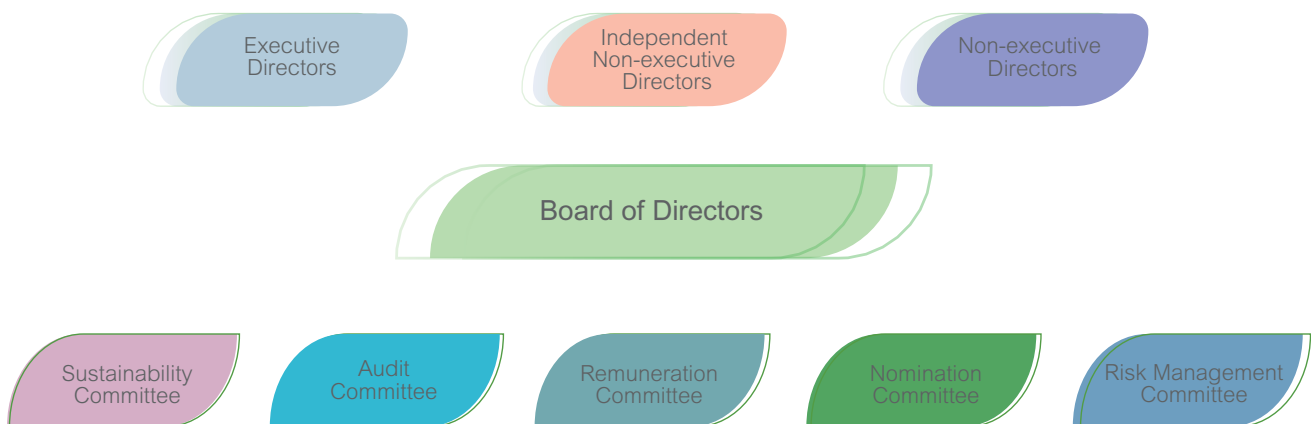 Executive
Directors
Independent
Non-executive
Directors
Non-executive
Directors
Board of Directors
Sustainability
Committee
Audit
Committee
Remuneration
Committee
Nomination
Committee
Risk Management
Committee